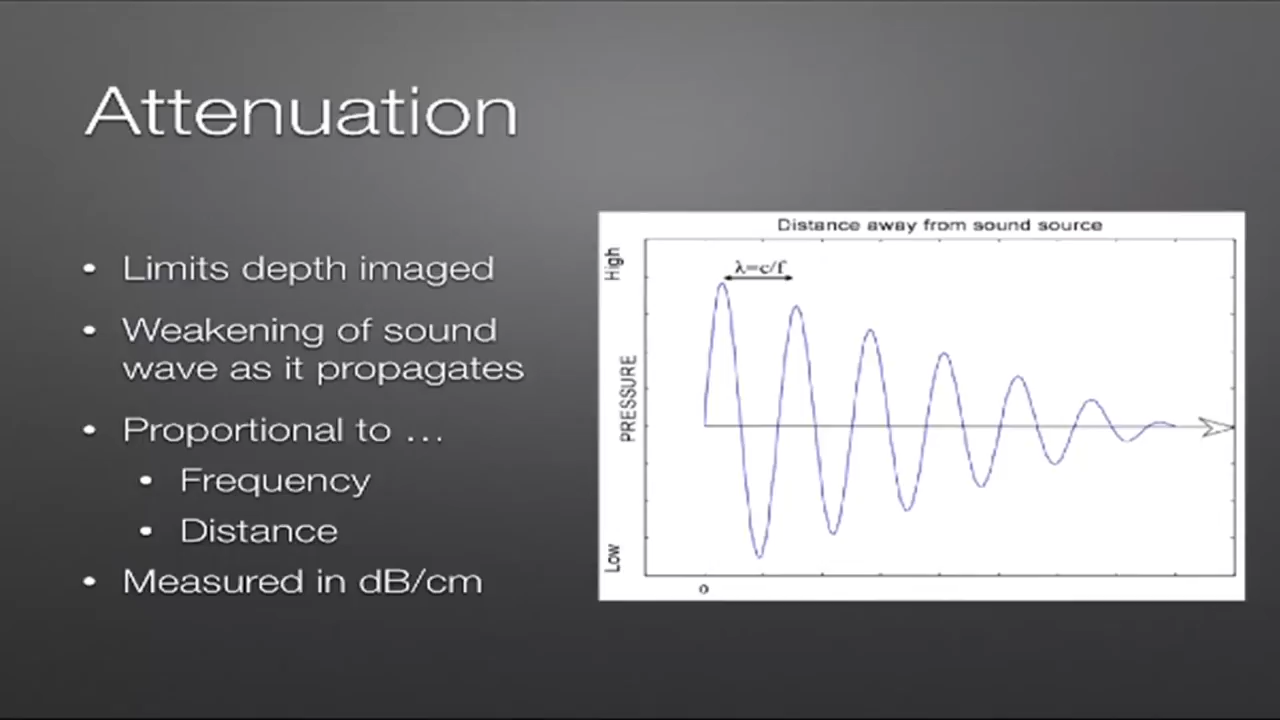 Attenuation
• Limits depth imaged
• Weakening of sound
wave as it propagates
• Proportional to …
• Frequency
• Distance
• Measured in dB/cm
Distance away from sound source
High
λ=c/f
PRESSURE
Low
0